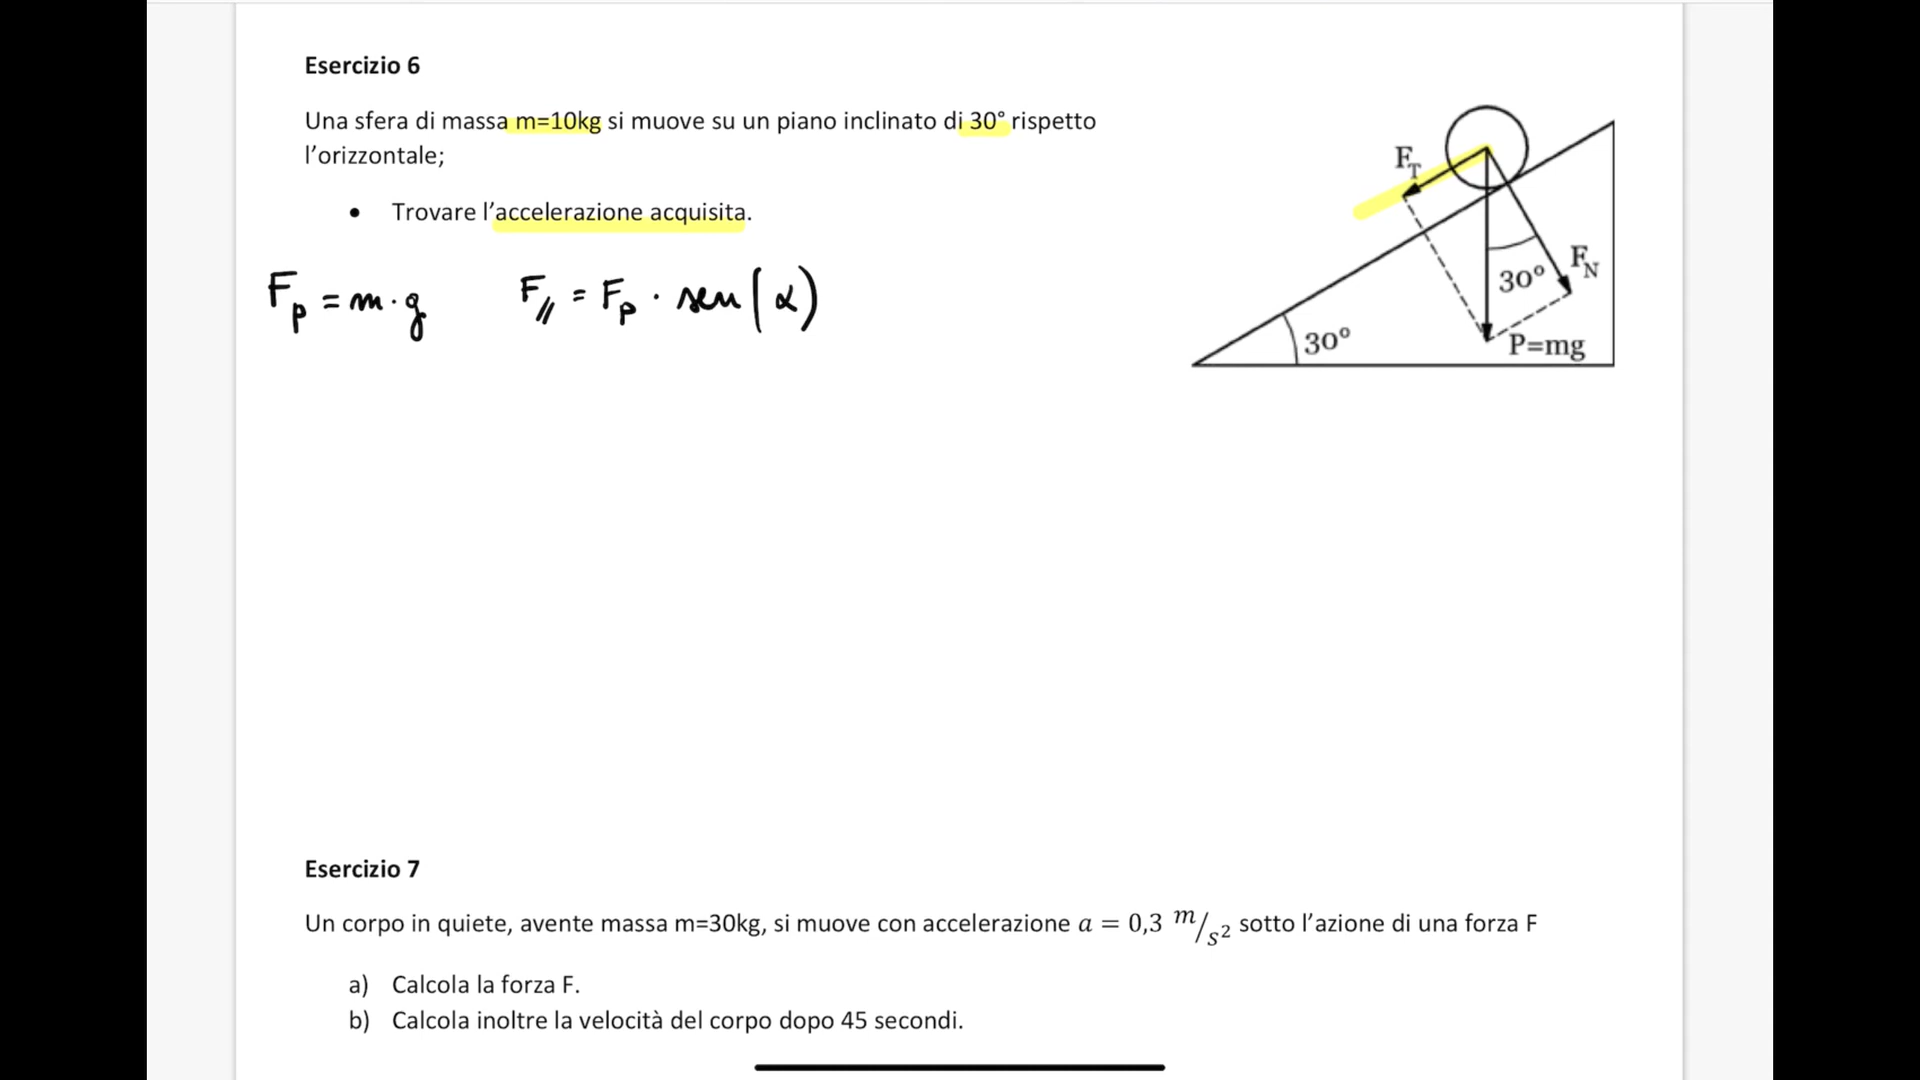 Esercizio 6
Una sfera di massa m=10kg si muove su un piano inclinato di 30° rispetto
l’orizzontale;
• Trovare l’accelerazione acquisita.
Fp = m · g F// = Fp · sen(α)
FT
FN
30°
30°
P=mg
Esercizio 7
Un corpo in quiete, avente massa m=30kg, si muove con accelerazione a = 0,3 m/s² sotto l’azione di una forza F
a) Calcola la forza F.
b) Calcola inoltre la velocità del corpo dopo 45 secondi.